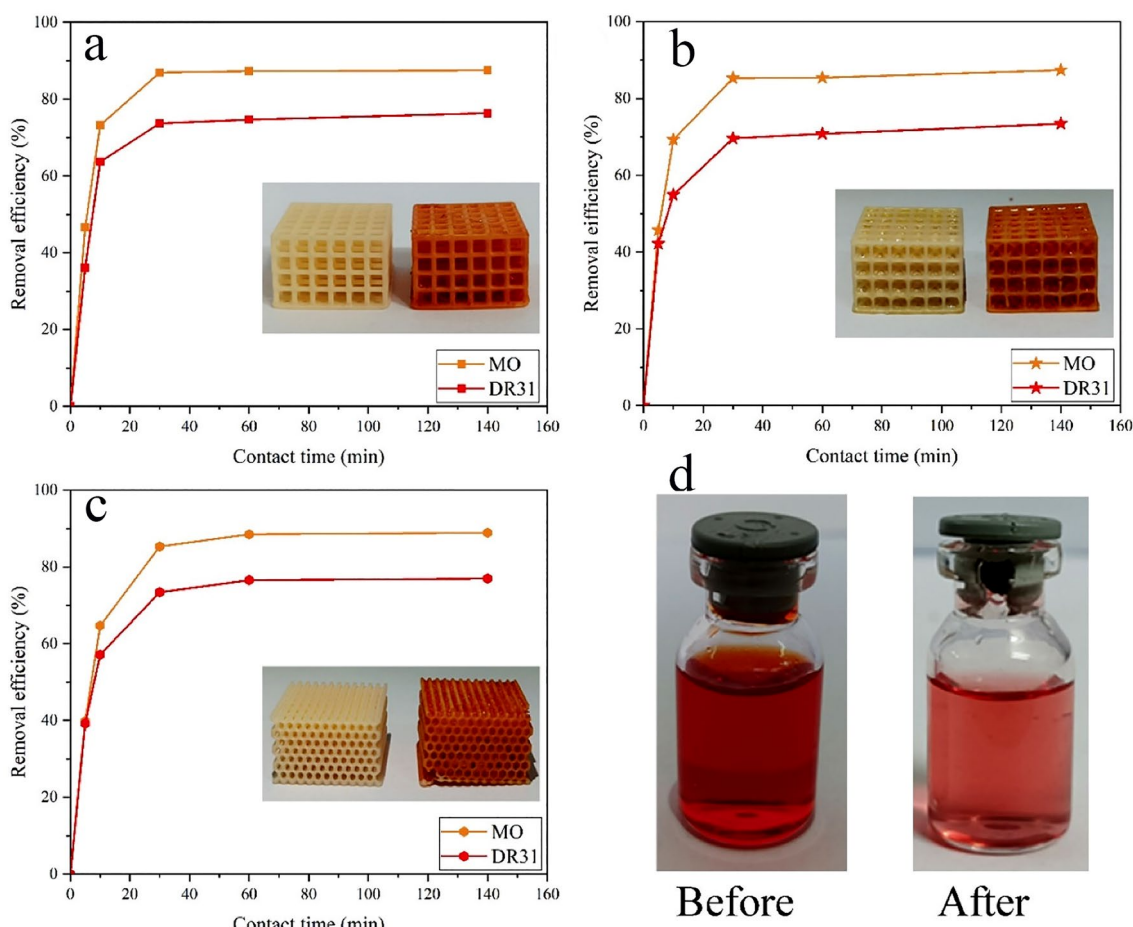 a
Removal efficiency (%)
100
80
60
40
20
0
0 20 40 60 80 100 120 140 160
Contact time (min)
MO
DR31
b
Removal eifficiency (%)
100
80
60
40
20
0
0 20 40 60 80 100 120 140 160
Contact time (min)
MO
DR31
c
Removal efficiency (%)
100
80
60
40
20
0
0 20 40 60 80 100 120 140 160
Contact time (min)
MO
DR31
d
Before
After